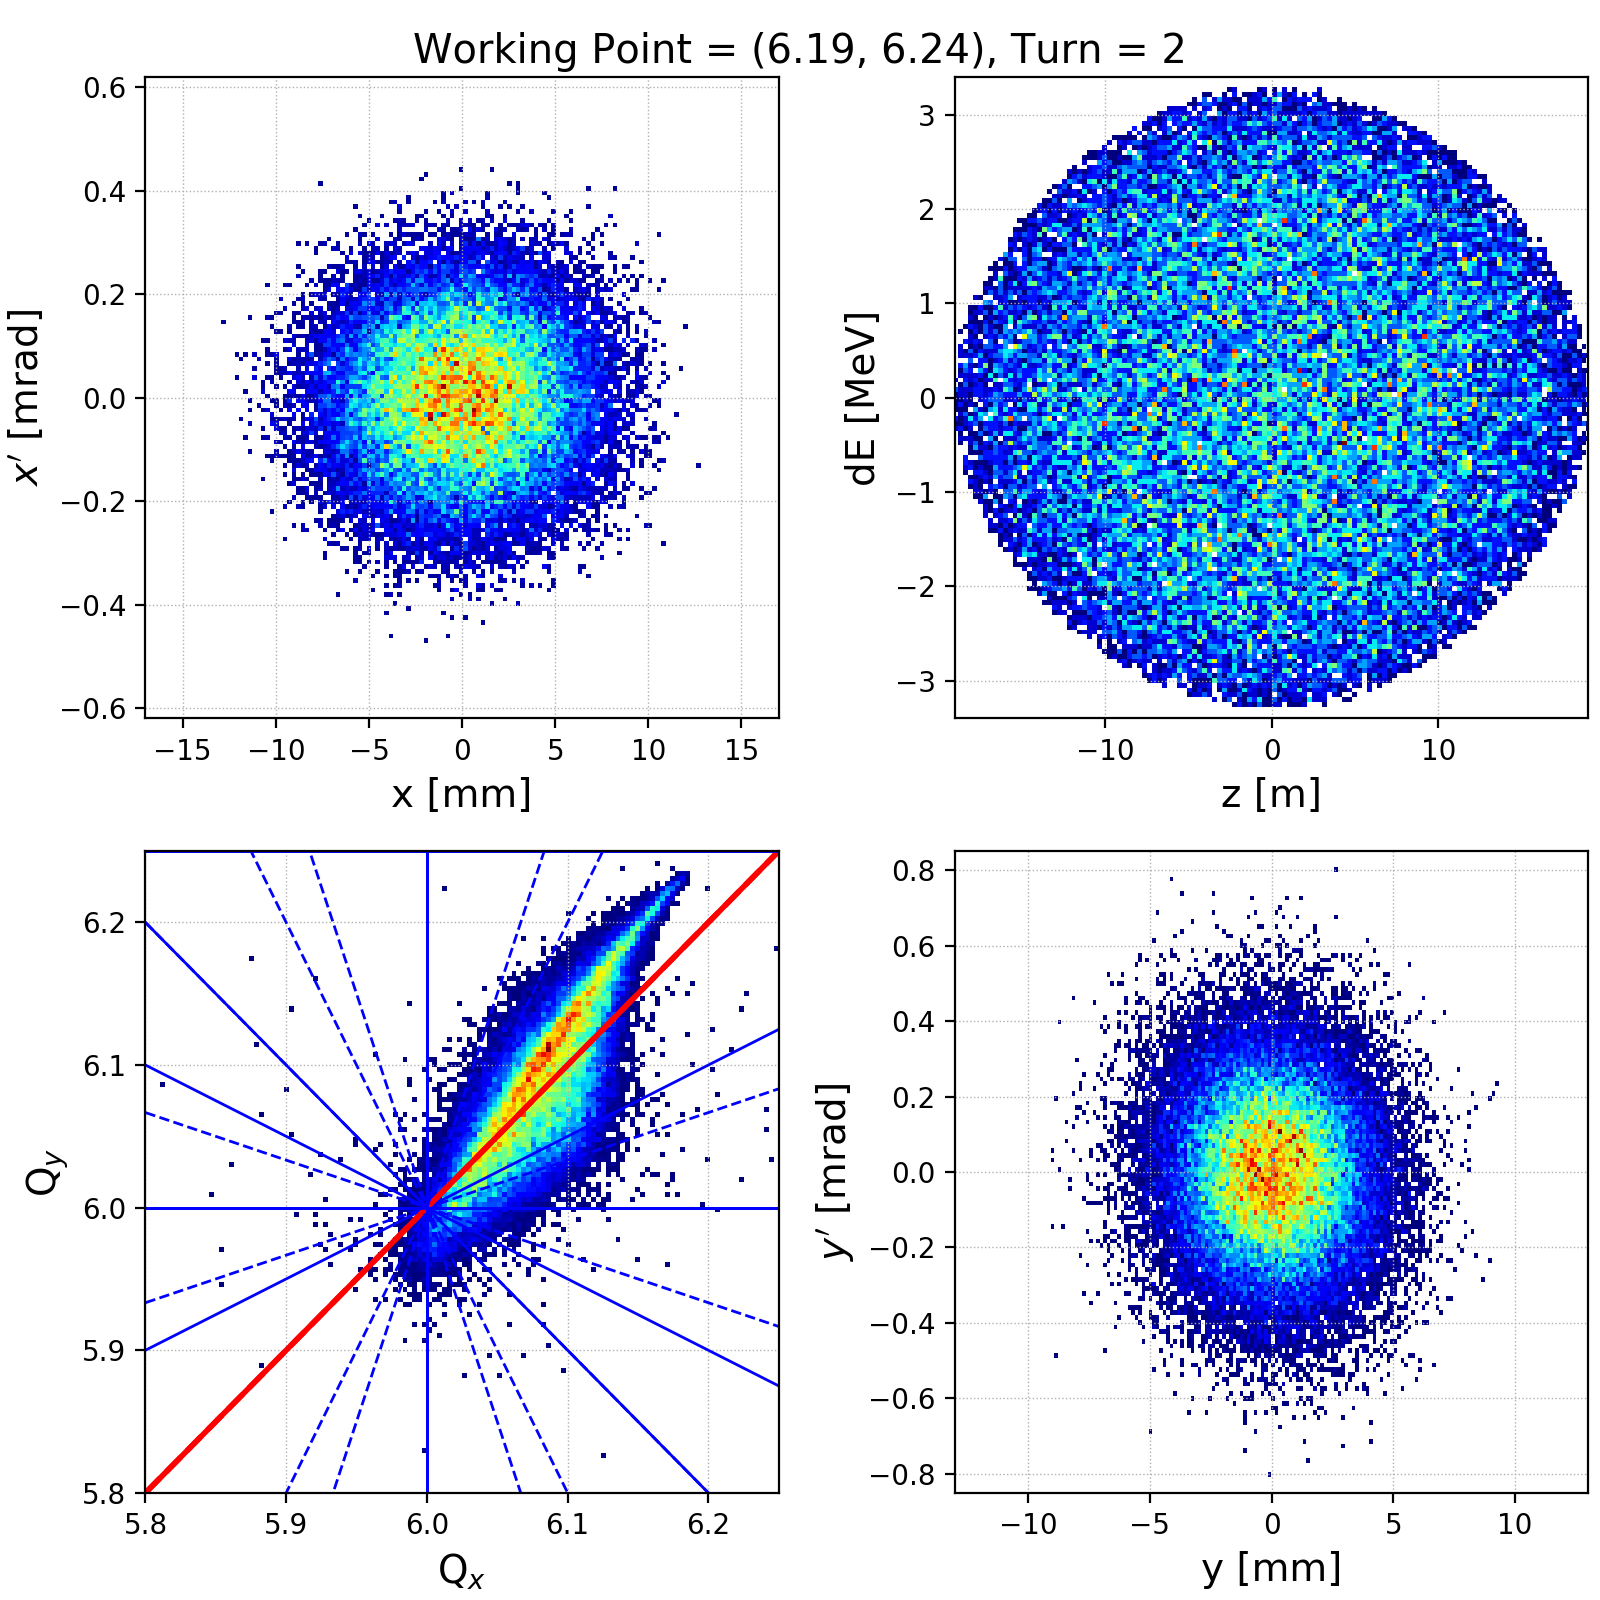 Working Point = (6.19, 6.24), Turn = 2
0.6
0.4
0.2
0.0
−0.2
−0.4
−0.6
x′ [mrad]
−15 −10 −5 0 5 10 15
x [mm]
3
2
1
0
−1
−2
−3
dE [MeV]
−10 0 10
z [m]
6.2
6.1
6.0
5.9
5.8
Qy
5.8 5.9 6.0 6.1 6.2
Qx
0.8
0.6
0.4
0.2
0.0
−0.2
−0.4
−0.6
−0.8
y′ [mrad]
−10 −5 0 5 10
y [mm]